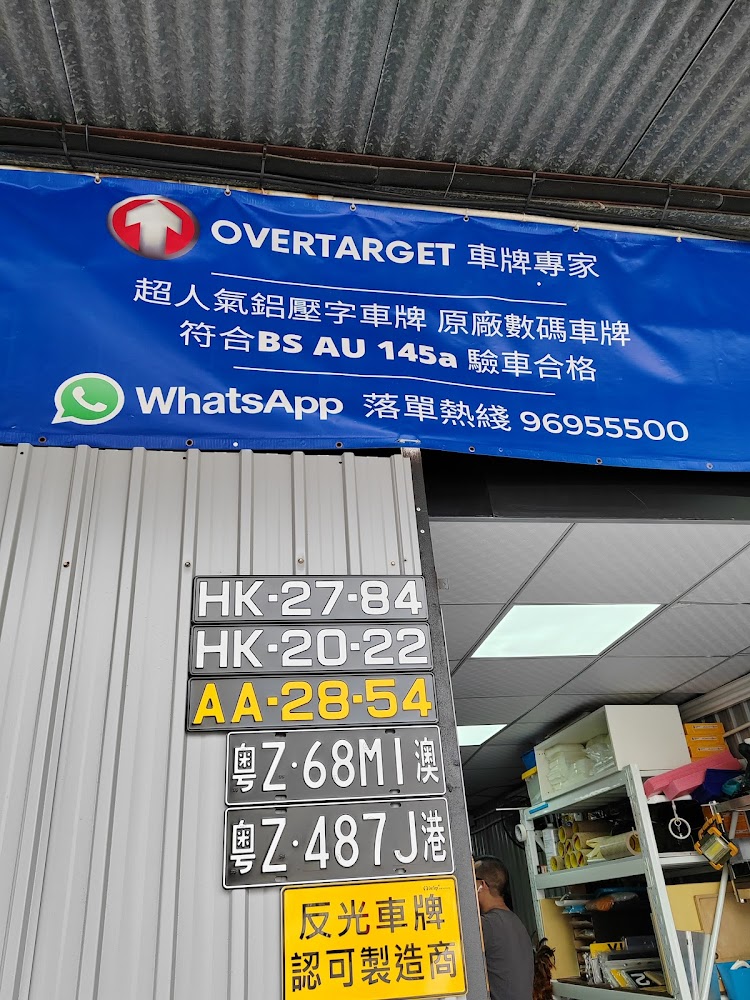 OVERTARGET 車牌專家
超人氣鋁壓字車牌 原廠數碼車牌
符合BS AU 145a 驗車合格
WhatsApp 落單熱綫 96955500
HK·27-84
HK·20-22
AA·28-54
粵Z·68M1澳
粵Z·487J港
反光車牌
認可製造商